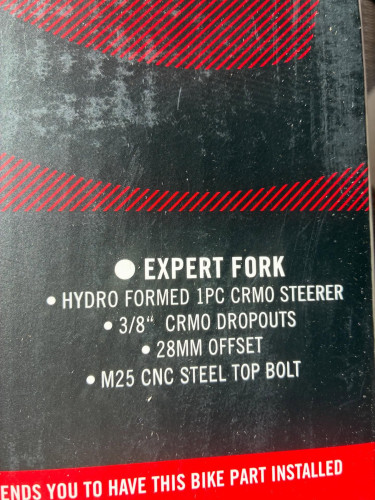 ● EXPERT FORK
• HYDRO FORMED 1PC CRMO STEERER
• 3/8“ CRMO DROPOUTS
• 28MM OFFSET
• M25 CNC STEEL TOP BOLT
ENDS YOU TO HAVE THIS BIKE PART INSTALLED